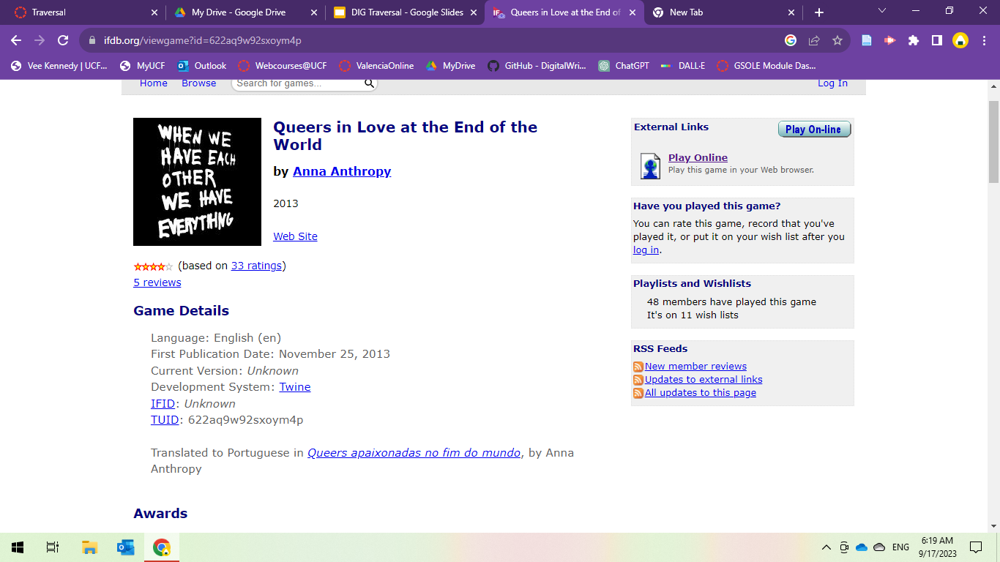 Traversal
My Drive - Google Drive
DIG Traversal - Google Slides
IF
Queers in Love at the End of
New Tab
ifdb.org/viewgame?id=622aq9w92sxoym4p
Vee Kennedy | UCF...
MyUCF
Outlook
Webcourses@UCF
ValenciaOnline
MyDrive
GitHub - DigitalWri...
ChatGPT
DALL·E
GSOLE Module Das...
Home
Browse
Search for games...
Log In
WHEN WE
HAVE EACH
OTHER
WE HAVE
EVERYTHING
Queers in Love at the End of the
World
by Anna Anthropy
2013
Web Site
(based on 33 ratings)
5 reviews
Game Details
Language: English (en)
First Publication Date: November 25, 2013
Current Version: Unknown
Development System: Twine
IFID: Unknown
TUID: 622aq9w92sxoym4p
Translated to Portuguese in Queers apaixonadas no fim do mundo, by Anna
Anthropy
Awards
External Links
Play On-line
Play Online
Play this game in your Web browser.
Have you played this game?
You can rate this game, record that you've
played it, or put it on your wish list after you
log in.
Playlists and Wishlists
48 members have played this game
It's on 11 wish lists
RSS Feeds
New member reviews
Updates to external links
All updates to this page
ENG
6:19 AM
9/17/2023